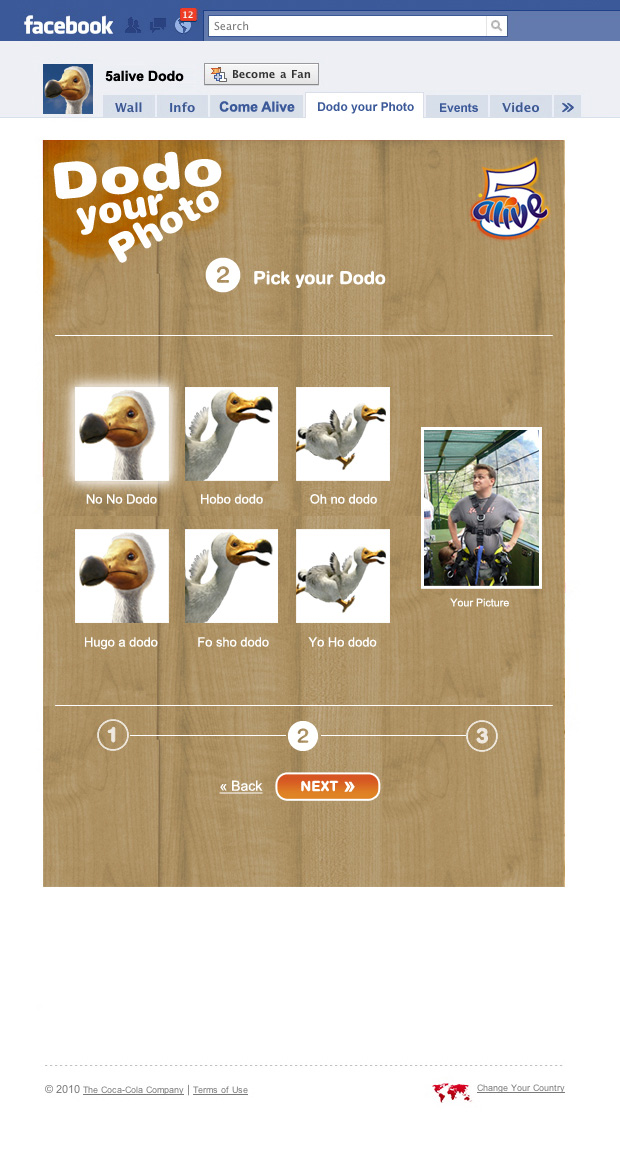 facebook
12
Search
5alive Dodo
Become a Fan
Wall Info Come Alive Dodo your Photo Events Video »
Dodo
your
Photo
5
alive
2 Pick your Dodo
No No Dodo Hobo dodo Oh no dodo
Hugo a dodo Fo sho dodo Yo Ho dodo
Your Picture
1 2 3
« Back NEXT »
© 2010 The Coca-Cola Company | Terms of Use Change Your Country